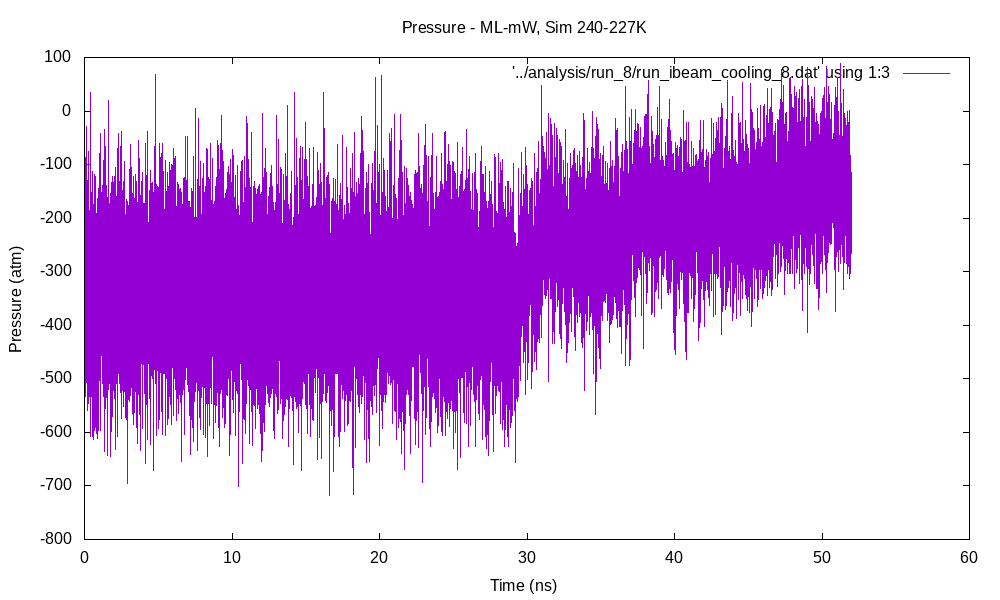 Pressure - ML-mW, Sim 240-227K
'../analysis/run_8/run_ibeam_cooling_8.dat' using 1:3
Pressure (atm)
100
0
-100
-200
-300
-400
-500
-600
-700
-800
0 10 20 30 40 50 60
Time (ns)